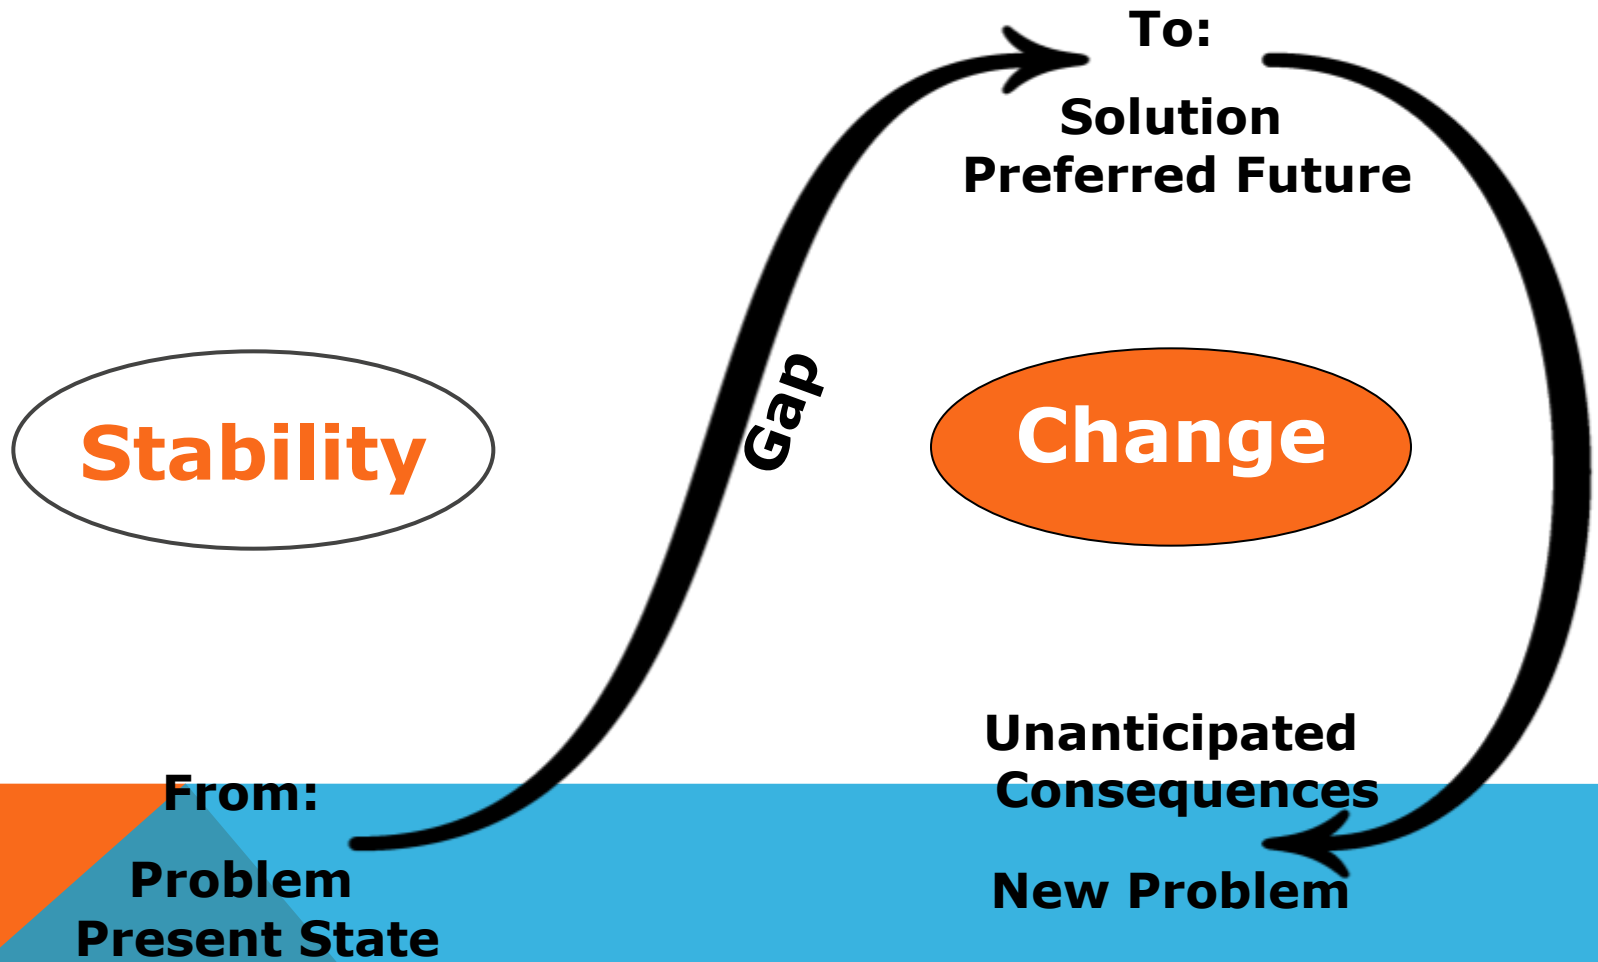 To:
Solution
Preferred Future
Gap
Stability
Change
Unanticipated
Consequences
From:
Problem
Present State
New Problem